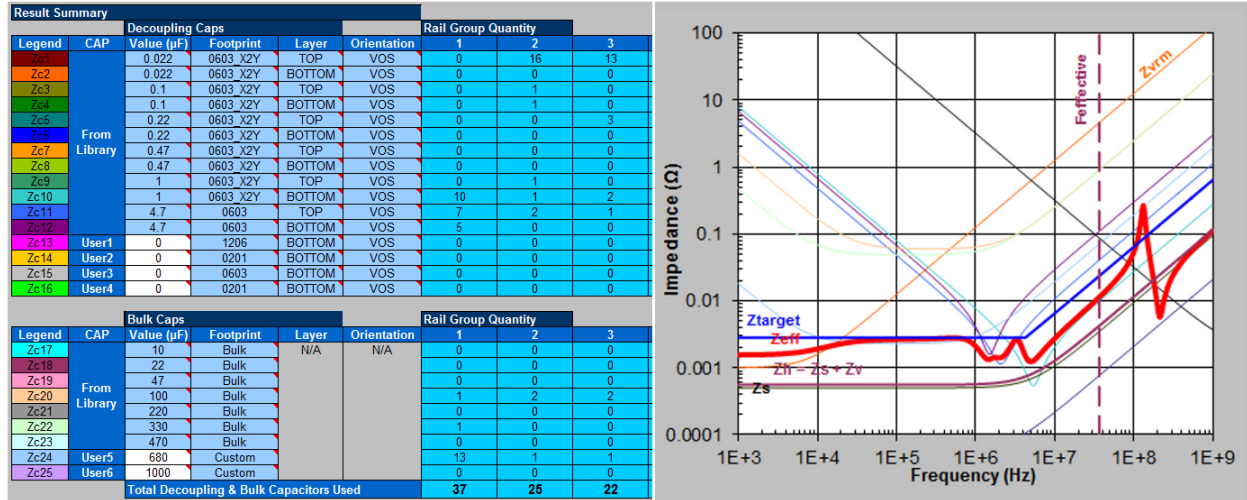 Result Summary
Decoupling Caps Rail Group Quantity
Legend CAP Value (µF) Footprint Layer Orientation 1 2 3
Zc1 0.022 0603_X2Y TOP VOS 0 16 13
Zc2 0.022 0603_X2Y BOTTOM VOS 0 0 0
Zc3 0.1 0603_X2Y TOP VOS 0 1 0
Zc4 0.1 0603_X2Y BOTTOM VOS 0 1 0
Zc5 0.22 0603_X2Y TOP VOS 0 0 3
Zc6 From 0.22 0603_X2Y BOTTOM VOS 0 0 0
Zc7 Library 0.47 0603_X2Y TOP VOS 0 0 0
Zc8 0.47 0603_X2Y BOTTOM VOS 0 0 0
Zc9 1 0603_X2Y TOP VOS 0 1 0
Zc10 1 0603_X2Y BOTTOM VOS 10 1 2
Zc11 4.7 0603 TOP VOS 7 2 1
Zc12 4.7 0603 BOTTOM VOS 5 0 0
Zc13 User1 0 1206 BOTTOM VOS 0 0 0
Zc14 User2 0 0201 BOTTOM VOS 0 0 0
Zc15 User3 0 0603 BOTTOM VOS 0 0 0
Zc16 User4 0 0201 BOTTOM VOS 0 0 0
Bulk Caps Rail Group Quantity
Legend CAP Value (µF) Footprint Layer Orientation 1 2 3
Zc17 10 Bulk N/A N/A 0 0 0
Zc18 22 Bulk 0 0 0
Zc19 47 Bulk 0 0 0
Zc20 From 100 Bulk 1 2 2
Zc21 Library 220 Bulk 0 0 0
Zc22 330 Bulk 1 0 0
Zc23 470 Bulk 0 0 0
Zc24 User5 680 Custom 13 1 1
Zc25 User6 1000 Custom 0 0 0
Total Decoupling & Bulk Capacitors Used 37 25 22
100
10
1
0.1
0.01
0.001
0.0001
Impedance (Ω)
Zvrm
Feffective
Ztarget
Zeff
Zh = Zs + Zv
Zs
1E+3 1E+4 1E+5 1E+6 1E+7 1E+8 1E+9
Frequency (Hz)